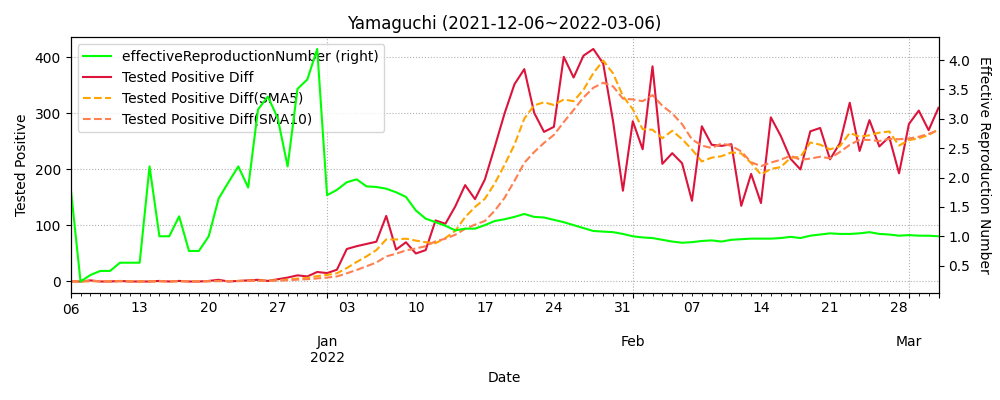 Yamaguchi (2021-12-06~2022-03-06)
effectiveReproductionNumber (right)
Tested Positive Diff
Tested Positive Diff(SMA5)
Tested Positive Diff(SMA10)
Tested Positive
400
300
200
100
0
Effective Reproduction Number
4.0
3.5
3.0
2.5
2.0
1.5
1.0
0.5
06 13 20 27 03 10 17 24 31 07 14 21 28
Jan Feb Mar
2022
Date